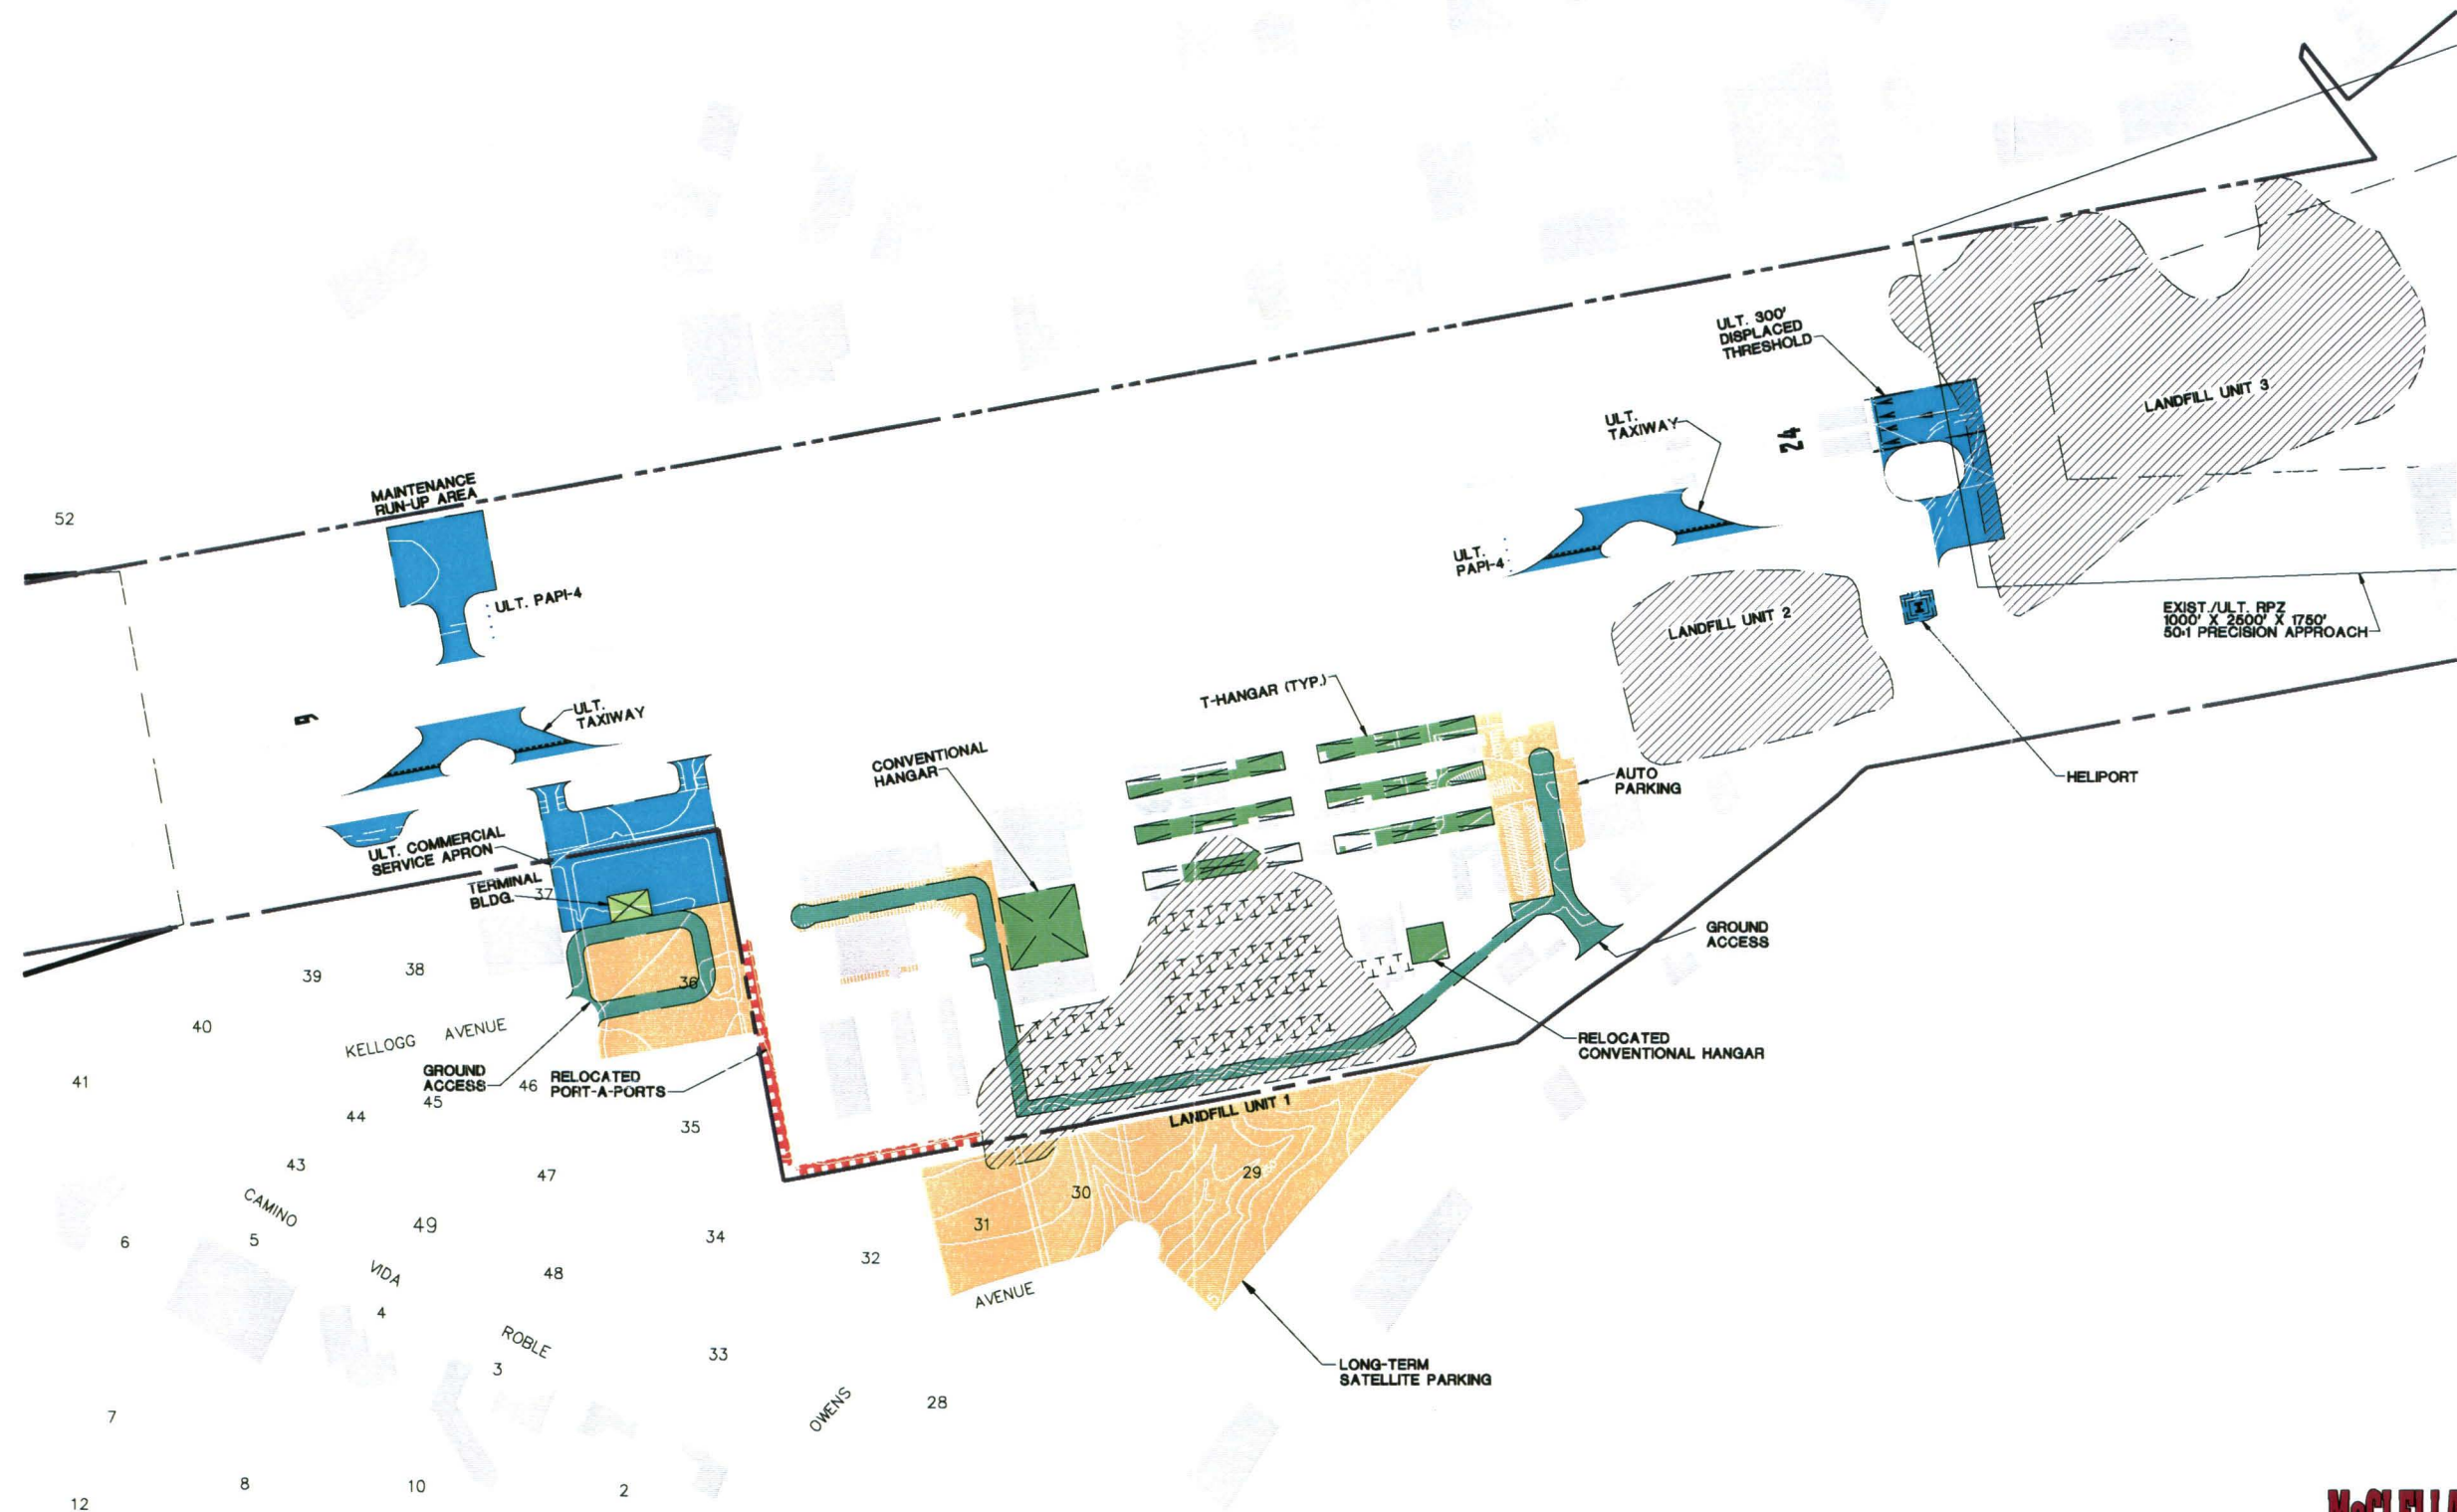 ULT. 300'
DISPLACED
THRESHOLD
LANDFILL UNIT 3
ULT.
TAXIWAY
24
MAINTENANCE
RUN-UP AREA
52
ULT.
PAPI-4
ULT. PAPI-4
LANDFILL UNIT 2
EXIST./ULT. RPZ
1000' X 2500' X 1750'
50:1 PRECISION APPROACH
T-HANGAR (TYP.)
ULT.
TAXIWAY
CONVENTIONAL
HANGAR
AUTO
PARKING
HELIPORT
ULT. COMMERCIAL
SERVICE APRON
TERMINAL
BLDG.
37
GROUND
ACCESS
39
38
36
40
KELLOGG AVENUE
RELOCATED
CONVENTIONAL HANGAR
GROUND
ACCESS
41
46
RELOCATED
PORT-A-PORTS
45
44
35
LANDFILL UNIT 1
43
47
29
30
CAMINO
49
31
6
5
34
32
VIDA
48
AVENUE
4
ROBLE
3
33
LONG-TERM
SATELLITE PARKING
OWENS
28
7
8
10
2
12
McCLELLA